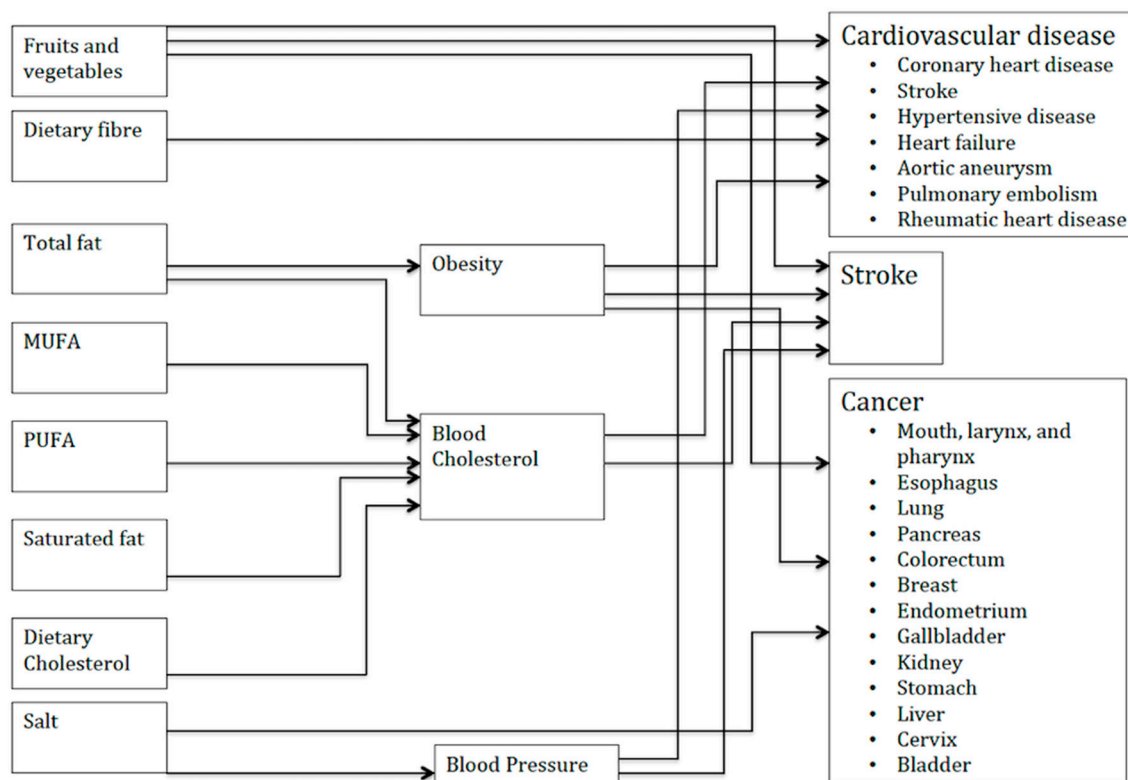 Fruits and
vegetables
Dietary fibre
Total fat
MUFA
PUFA
Saturated fat
Dietary
Cholesterol
Salt
Obesity
Blood
Cholesterol
Blood Pressure
Cardiovascular disease
• Coronary heart disease
• Stroke
• Hypertensive disease
• Heart failure
• Aortic aneurysm
• Pulmonary embolism
• Rheumatic heart disease
Stroke
Cancer
• Mouth, larynx, and
pharynx
• Esophagus
• Lung
• Pancreas
• Colorectum
• Breast
• Endometrium
• Gallbladder
• Kidney
• Stomach
• Liver
• Cervix
• Bladder